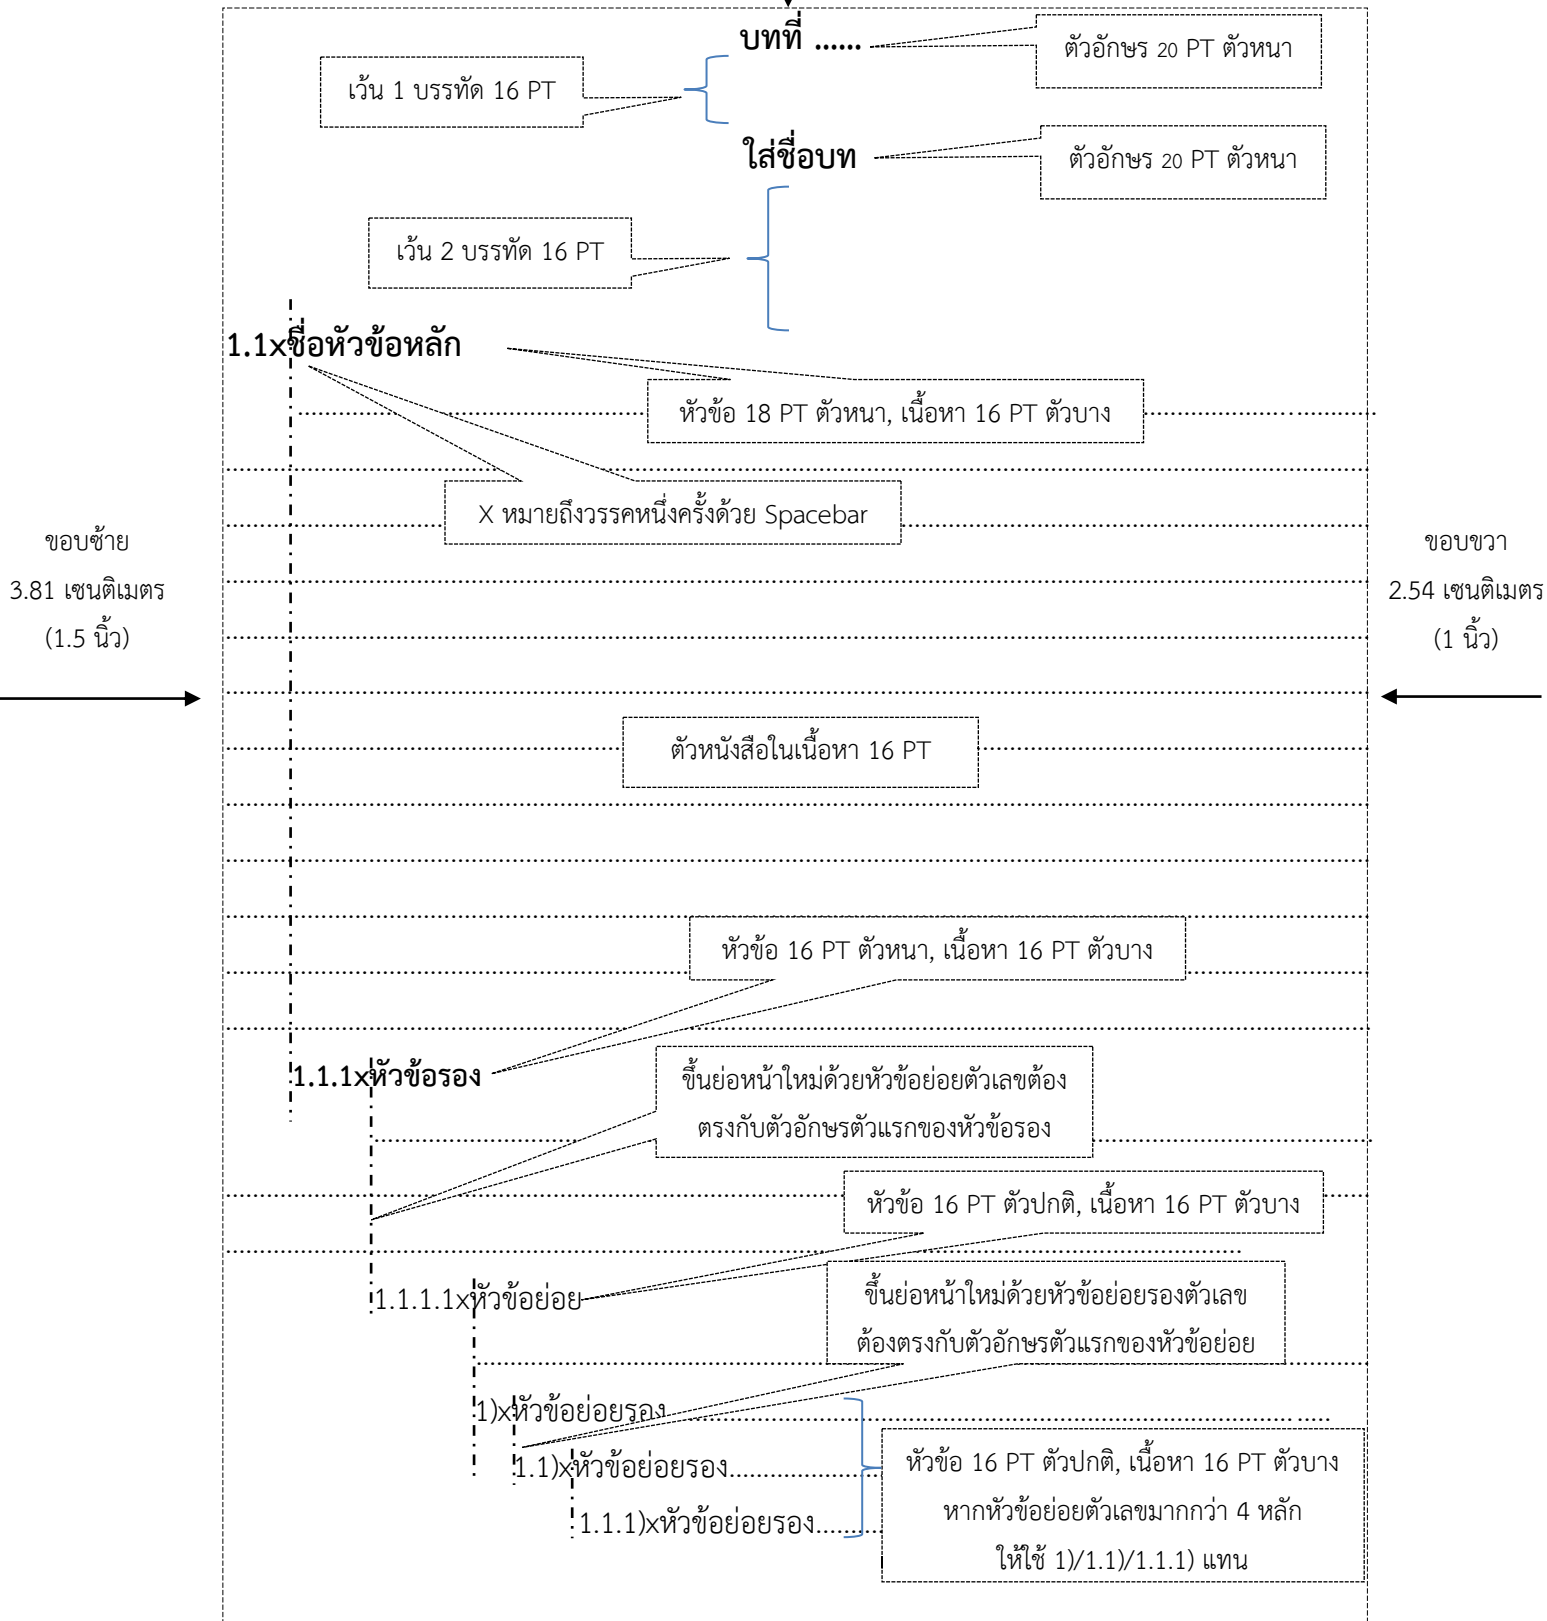 บทที่ ......
ตัวอักษร 20 PT ตัวหนา
เว้น 1 บรรทัด 16 PT
ใส่ชื่อบท
ตัวอักษร 20 PT ตัวหนา
เว้น 2 บรรทัด 16 PT
1.1xชื่อหัวข้อหลัก
หัวข้อ 18 PT ตัวหนา, เนื้อหา 16 PT ตัวบาง
X หมายถึงวรรคหนึ่งครั้งด้วย Spacebar
ขอบซ้าย
3.81 เซนติเมตร
(1.5 นิ้ว)
ขอบขวา
2.54 เซนติเมตร
(1 นิ้ว)
ตัวหนังสือในเนื้อหา 16 PT
หัวข้อ 16 PT ตัวหนา, เนื้อหา 16 PT ตัวบาง
1.1.1xหัวข้อรอง
ขึ้นย่อหน้าใหม่ด้วยหัวข้อย่อยตัวเลขต้อง
ตรงกับตัวอักษรตัวแรกของหัวข้อรอง
หัวข้อ 16 PT ตัวปกติ, เนื้อหา 16 PT ตัวบาง
1.1.1.1xหัวข้อย่อย
ขึ้นย่อหน้าใหม่ด้วยหัวข้อย่อยรองตัวเลข
ต้องตรงกับตัวอักษรตัวแรกของหัวข้อย่อย
1)xหัวข้อย่อยรอง
1.1)xหัวข้อย่อยรอง
1.1.1)xหัวข้อย่อยรอง
หัวข้อ 16 PT ตัวปกติ, เนื้อหา 16 PT ตัวบาง
หากหัวข้อย่อยตัวเลขมากกว่า 4 หลัก
ให้ใช้ 1)/1.1)/1.1.1) แทน